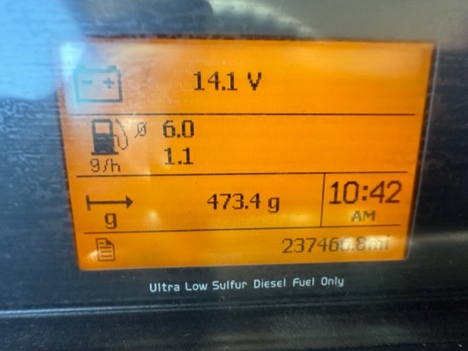 14.1 V
ø 6.0
g/h 1.1
g 473.4 g
10:42
AM
Ultra Low Sulfur Diesel Fuel Only